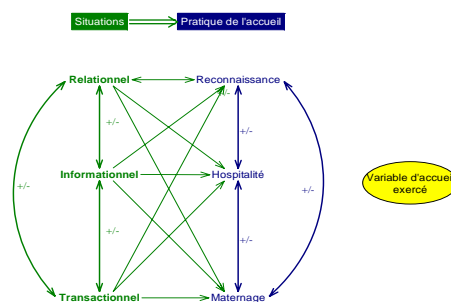 Situations
Pratique de l'accueil
Relationnel
Reconnaissance
+/-
+/-
+/-
Informationnel
Hospitalité
+/-
+/-
Variable d'accueil
exercé
+/-
+/-
Transactionnel
Maternage